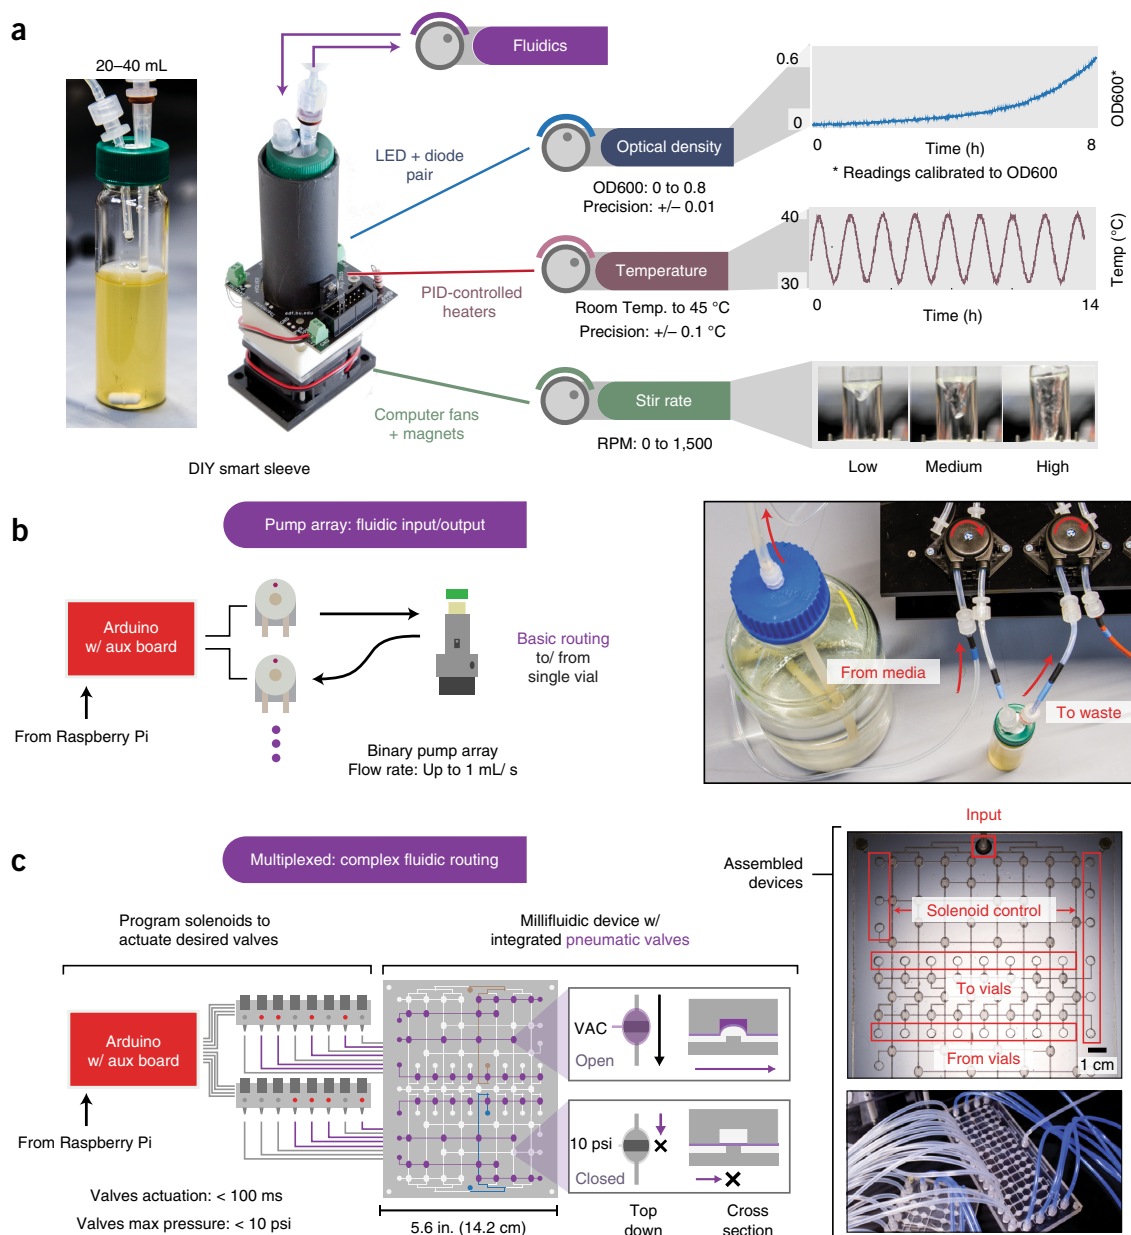 a
Fluidics
20–40 mL
LED + diode
pair
Optical density
OD600: 0 to 0.8
Precision: +/– 0.01
0.6
0
0
8
Time (h)
OD600*
* Readings calibrated to OD600
PID-controlled
heaters
Temperature
Room Temp. to 45 °C
Precision: +/– 0.1 °C
40
30
0
14
Time (h)
Temp (°C)
Computer fans
+ magnets
Stir rate
RPM: 0 to 1,500
Low
Medium
High
DIY smart sleeve
b
Pump array: fluidic input/output
Arduino
w/ aux board
From Raspberry Pi
Basic routing
to/ from
single vial
Binary pump array
Flow rate: Up to 1 mL/ s
From media
To waste
c
Multiplexed: complex fluidic routing
Program solenoids to
actuate desired valves
Millifluidic device w/
integrated pneumatic valves
Arduino
w/ aux board
From Raspberry Pi
Valves actuation: < 100 ms
Valves max pressure: < 10 psi
5.6 in. (14.2 cm)
VAC
Open
10 psi
Closed
Top
down
Cross
section
Assembled
devices
Input
Solenoid control
To vials
From vials
1 cm